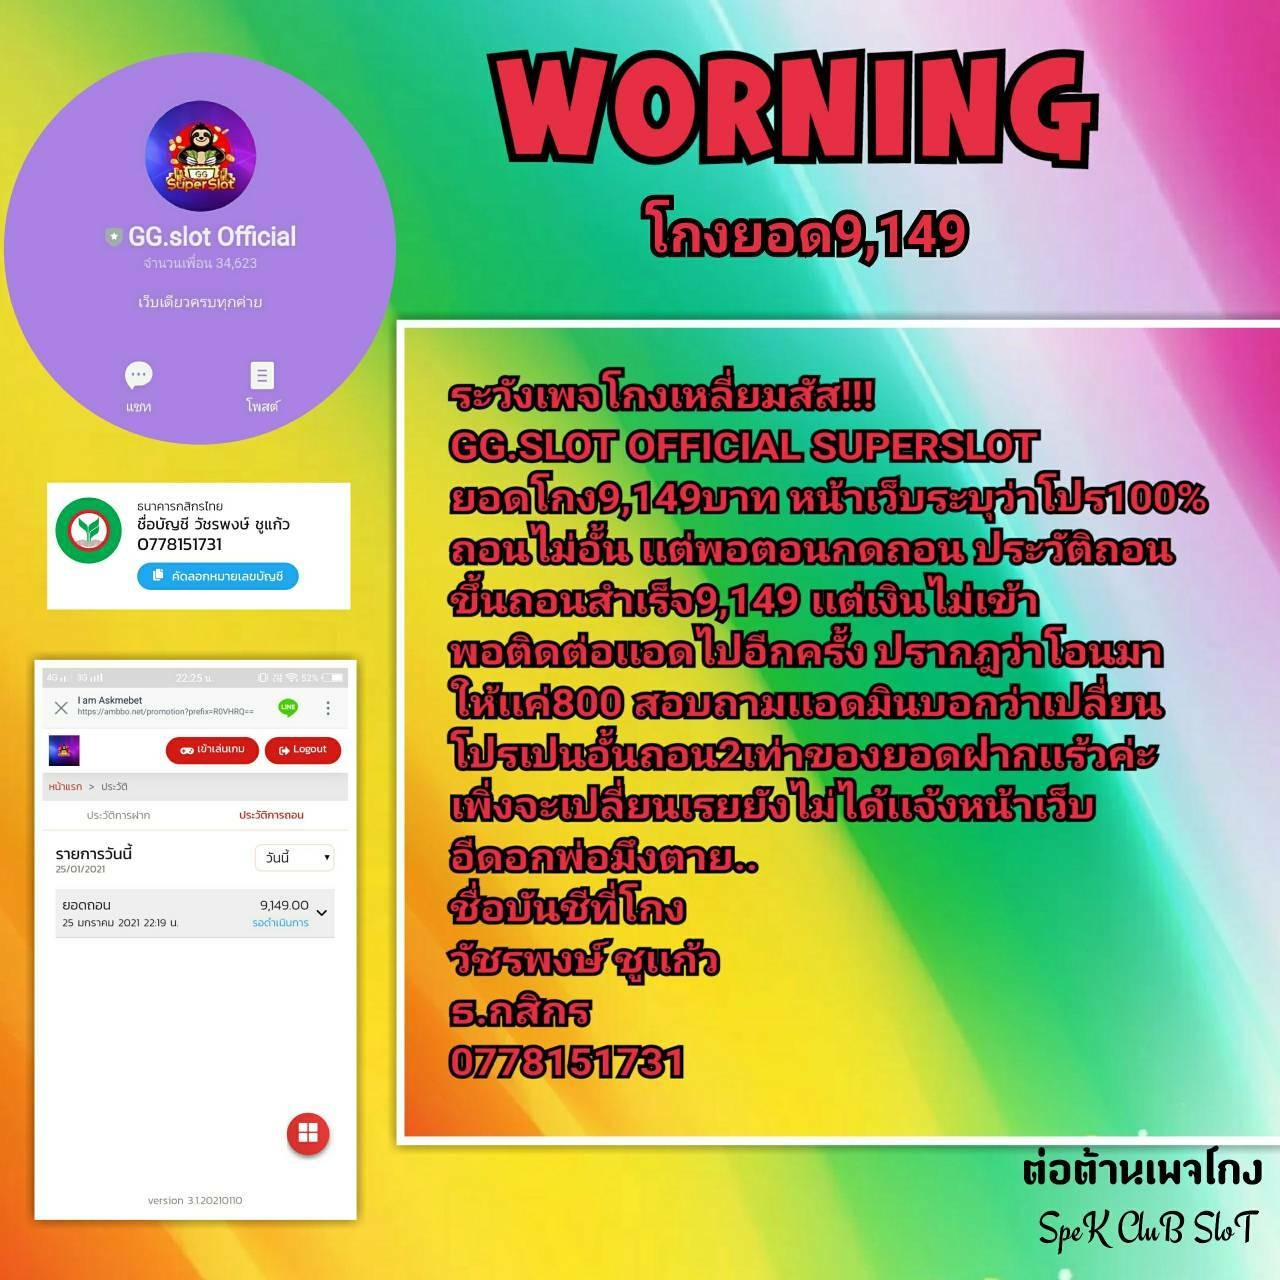 WORNING
โกงยอด9,149
GG
SuperSlot
GG.slot Official
จำนวนเพื่อน 34,623
เว็บเดียวครบทุกค่าย
แชท
โพสต์
ธนาคารกสิกรไทย
ชื่อบัญชี วัชรพงษ์ ชูแก้ว
0778151731
คัดลอกหมายเลขบัญชี
4G 3G 22:25 น. 52%
I am Askmebet
https://ambbo.net/promotion?prefix=R0VHRQ==
LINE
เข้าเล่นเกม
Logout
หน้าแรก > ประวัติ
ประวัติการฝาก
ประวัติการถอน
รายการวันนี้
25/01/2021
วันนี้
ยอดถอน 9,149.00
25 มกราคม 2021 22:19 น. รอดำเนินการ
version 3.1.20210110
ระวังเพจโกงเหลี่ยมสัส!!!
GG.SLOT OFFICIAL SUPERSLOT
ยอดโกง9,149บาท หน้าเว็บระบุว่าโปร100%
ถอนไม่อั้น แต่พอตอนกดถอน ประวัติถอน
ขึ้นถอนสำเร็จ9,149 แต่เงินไม่เข้า
พอติดต่อแอดไปอีกครั้ง ปรากฎว่าโอนมา
ให้แค่800 สอบถามแอดมินบอกว่าเปลี่ยน
โปรเปนอั้นถอน2เท่าของยอดฝากแร้วค่ะ
เพิ่งจะเปลี่ยนเรยยังไม่ได้แจ้งหน้าเว็บ
อีดอกพ่อมึงตาย..
ชื่อบันชีที่โกง
วัชรพงษ์ ชูแก้ว
ธ.กสิกร
0778151731
ต่อต้านเพจโกง
SpeK CluB SloT